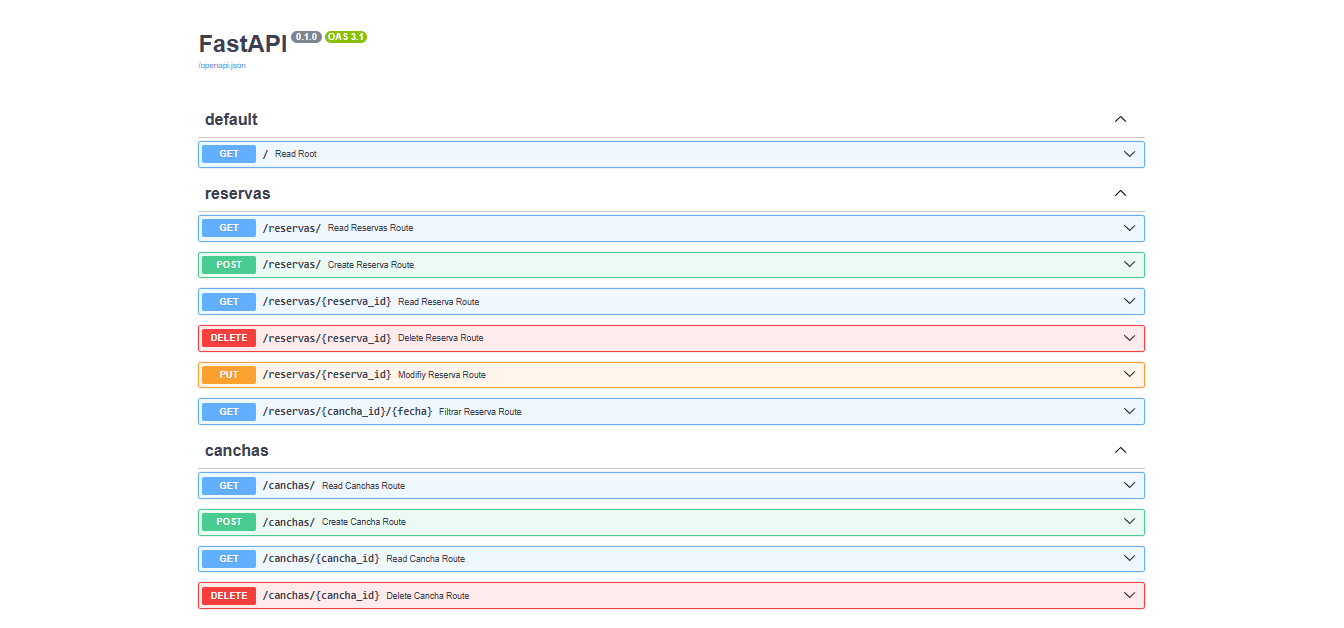 FastAPI 0.1.0 OAS 3.1
/openapi.json
default
GET / Read Root
reservas
GET /reservas/ Read Reservas Route
POST /reservas/ Create Reserva Route
GET /reservas/{reserva_id} Read Reserva Route
DELETE /reservas/{reserva_id} Delete Reserva Route
PUT /reservas/{reserva_id} Modifiy Reserva Route
GET /reservas/{cancha_id}/{fecha} Filtrar Reserva Route
canchas
GET /canchas/ Read Canchas Route
POST /canchas/ Create Cancha Route
GET /canchas/{cancha_id} Read Cancha Route
DELETE /canchas/{cancha_id} Delete Cancha Route